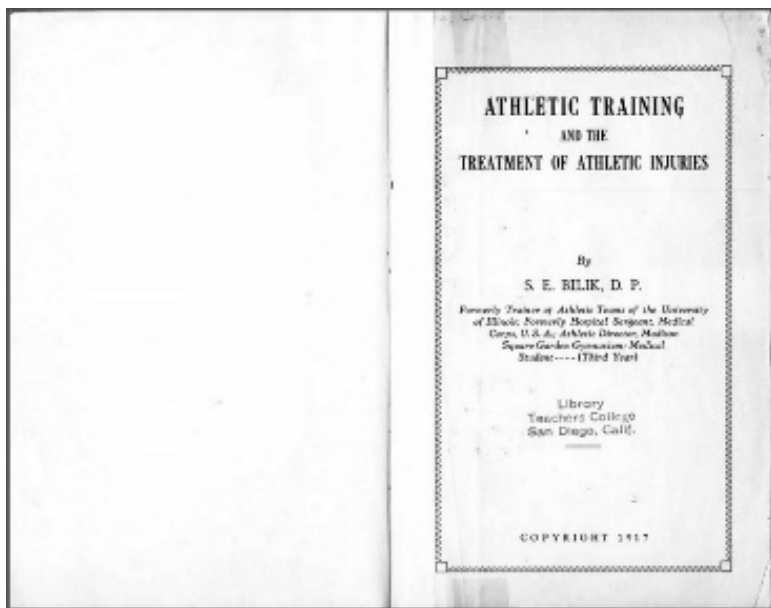 ATHLETIC TRAINING
AND THE
TREATMENT OF ATHLETIC INJURIES
By
S. E. BILIK, D. P.
Formerly Trainer of Athletic Teams of the University
of Illinois; Formerly Hospital Sergeant, Medical
Corps, U. S. A.; Athletic Director, Madison
Square Garden Gymnasium; Medical
Student----(Third Year)
Library
Teachers College
San Diego, Calif.
COPYRIGHT 1917